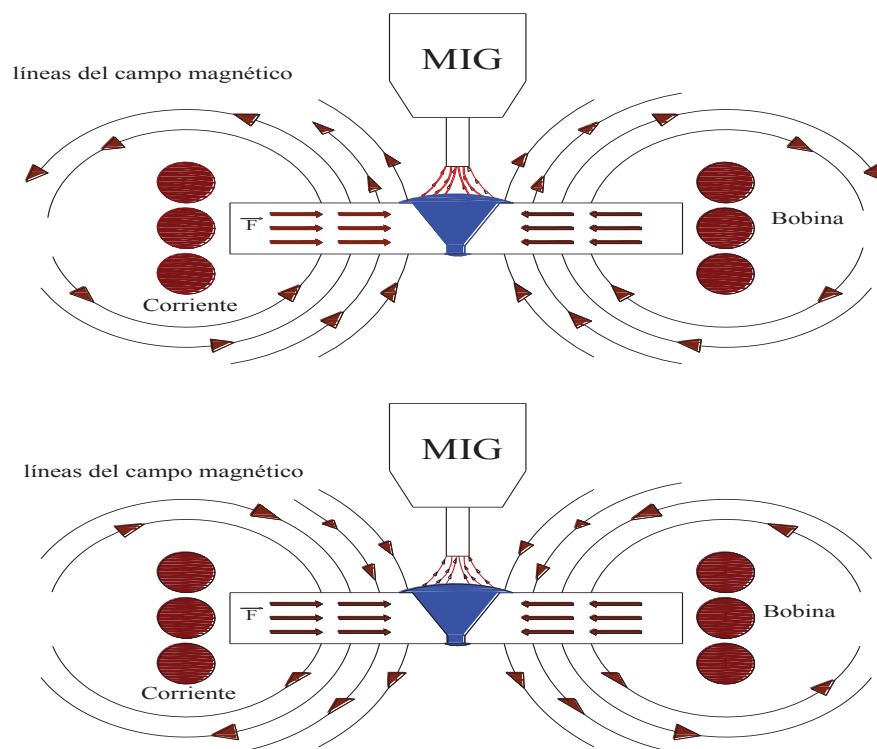 MIG
líneas del campo magnético
F
Bobina
Corriente
MIG
líneas del campo magnético
F
Bobina
Corriente